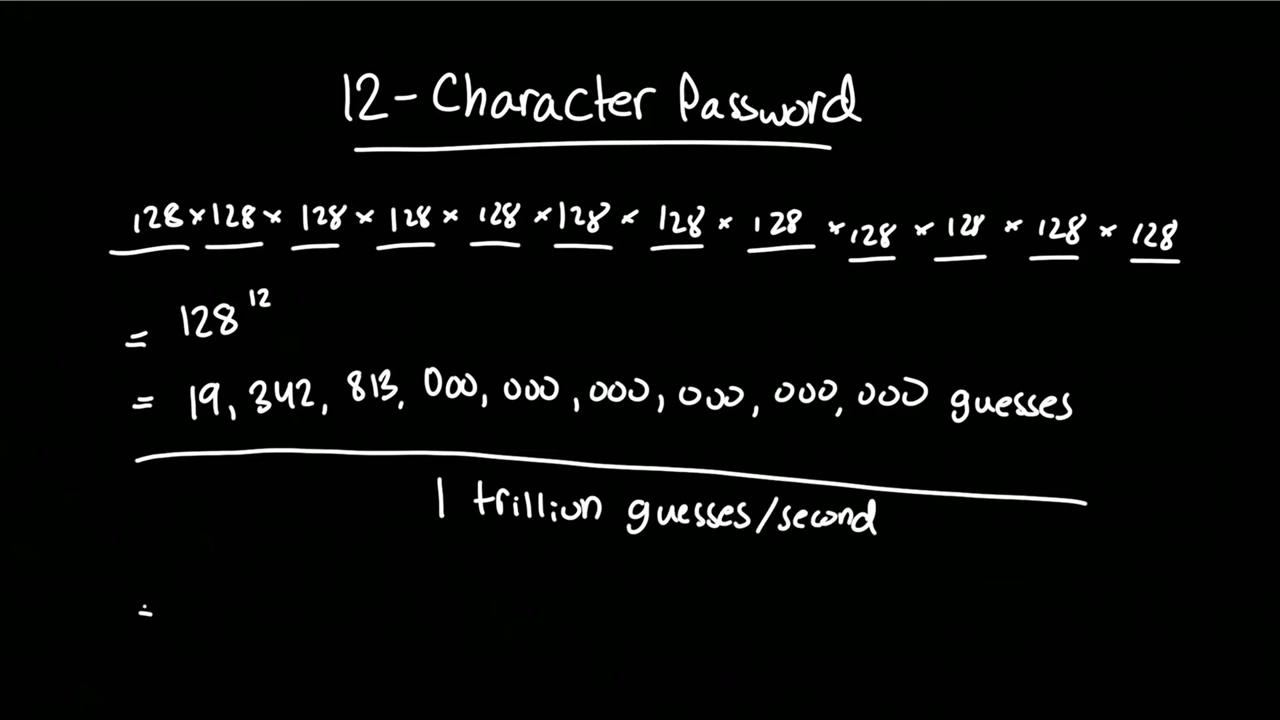 12-Character Password
128 × 128 × 128 × 128 × 128 × 128 × 128 × 128 × 128 × 128 × 128 × 128
= 128^12
= 19, 342, 813, 000, 000, 000, 000, 000, 000 guesses
1 trillion guesses/second
=